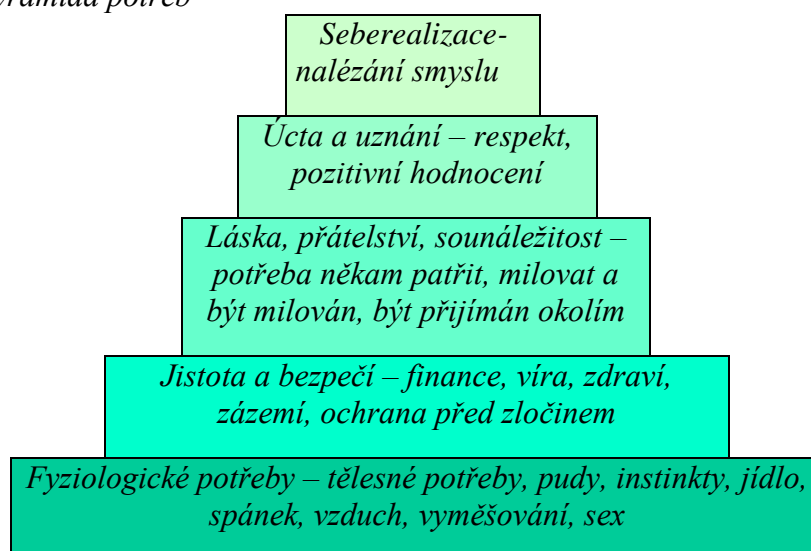 yramida potřeb
Seberealizace-
nalézání smyslu
Úcta a uznání – respekt,
pozitivní hodnocení
Láska, přátelství, sounáležitost –
potřeba někam patřit, milovat a
být milován, být přijímán okolím
Jistota a bezpečí – finance, víra, zdraví,
zázemí, ochrana před zločinem
Fyziologické potřeby – tělesné potřeby, pudy, instinkty, jídlo,
spánek, vzduch, vyměšování, sex